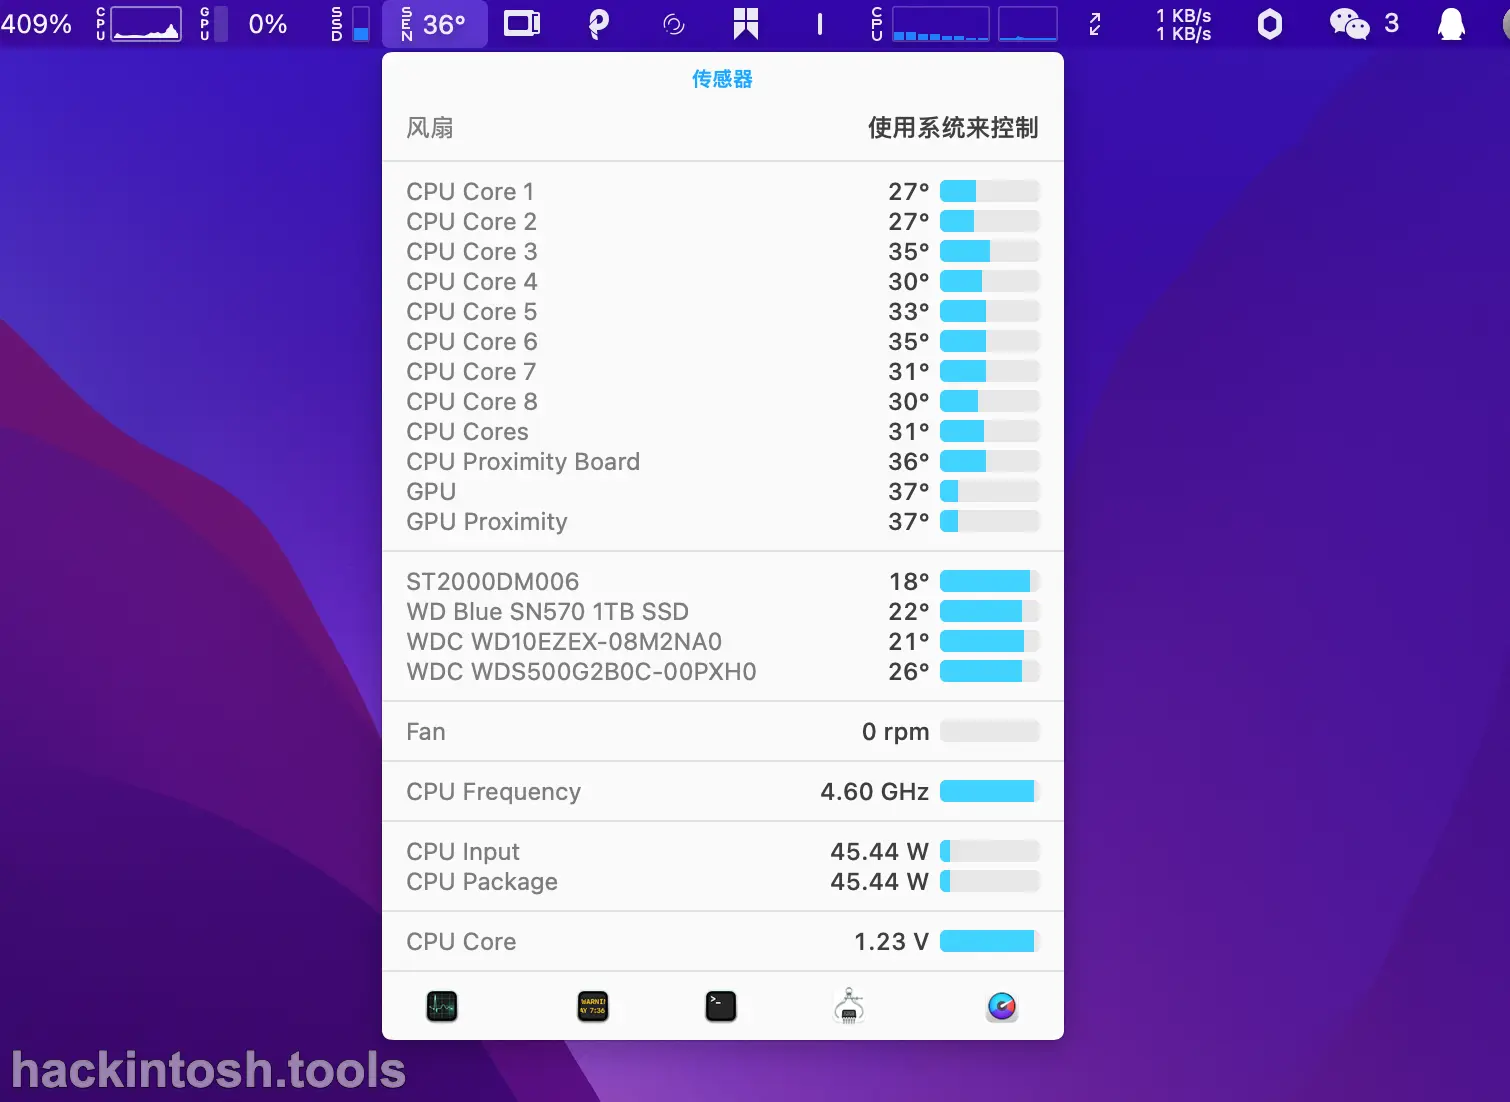 409% CPU GPU 0% SSD SEN 36° CPU 1 KB/s 3
1 KB/s
传感器
风扇 使用系统来控制
CPU Core 1 27°
CPU Core 2 27°
CPU Core 3 35°
CPU Core 4 30°
CPU Core 5 33°
CPU Core 6 35°
CPU Core 7 31°
CPU Core 8 30°
CPU Cores 31°
CPU Proximity Board 36°
GPU 37°
GPU Proximity 37°
ST2000DM006 18°
WD Blue SN570 1TB SSD 22°
WDC WD10EZEX-08M2NA0 21°
WDC WDS500G2B0C-00PXH0 26°
Fan 0 rpm
CPU Frequency 4.60 GHz
CPU Input 45.44 W
CPU Package 45.44 W
CPU Core 1.23 V
WARNI
AY 7:36
hackintosh.tools